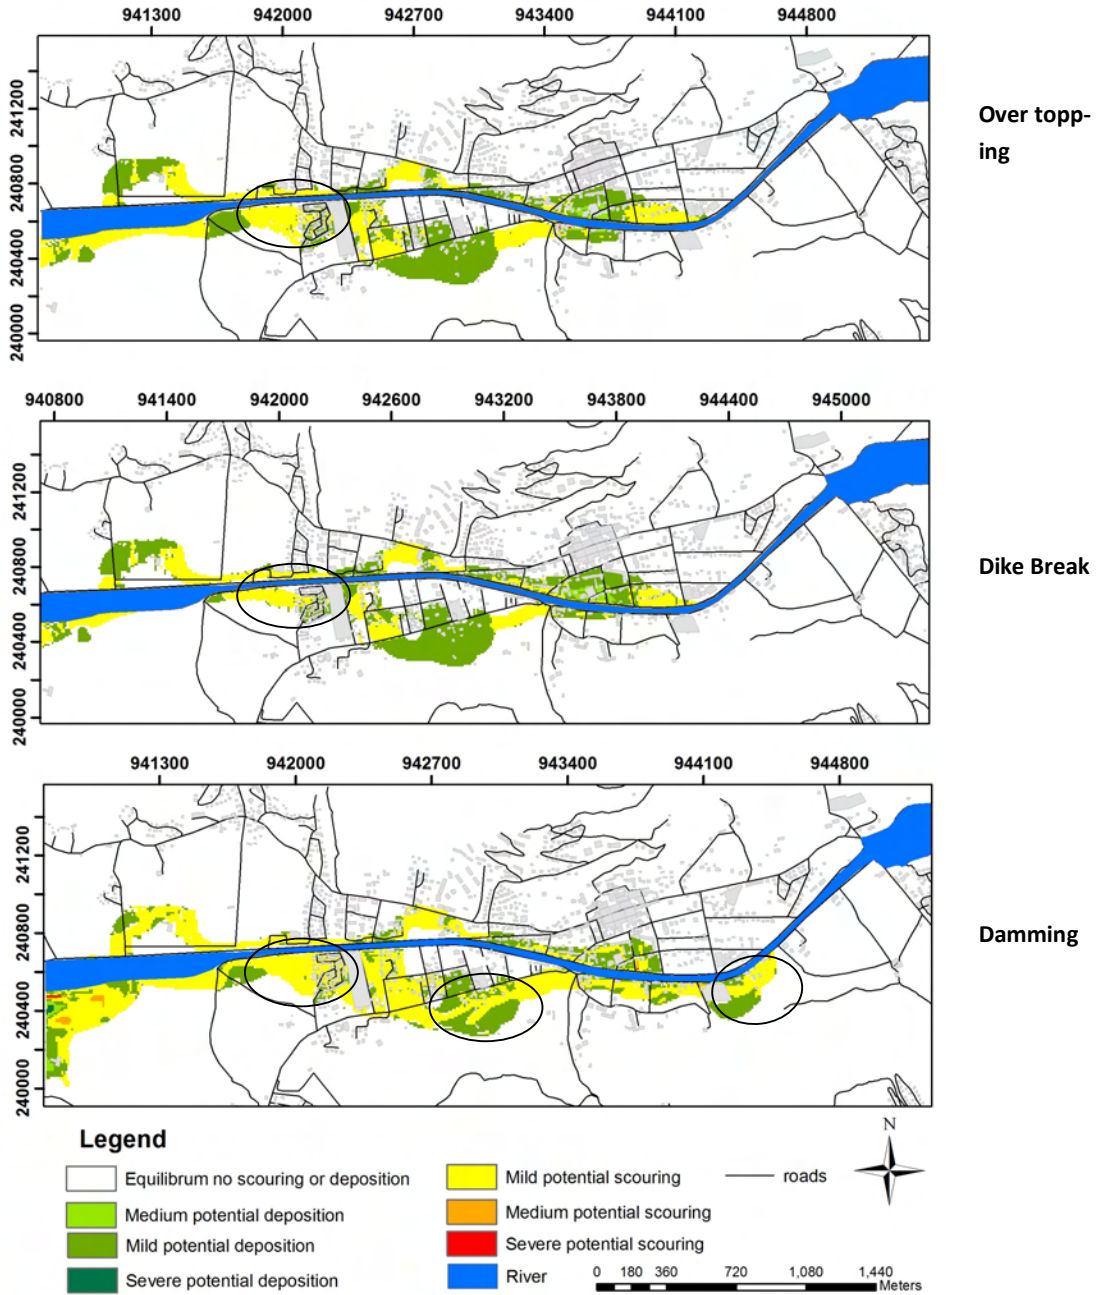 941300 942000 942700 943400 944100 944800
241200
240800
240400
240000
Over topp-
ing
940800 941400 942000 942600 943200 943800 944400 945000
241200
240800
240400
240000
Dike Break
941300 942000 942700 943400 944100 944800
241200
240800
240400
240000
Damming
Legend
Equilibrum no scouring or deposition
Medium potential deposition
Mild potential deposition
Severe potential deposition
Mild potential scouring
Medium potential scouring
Severe potential scouring
River
roads
N
0 180 360 720 1,080 1,440
Meters